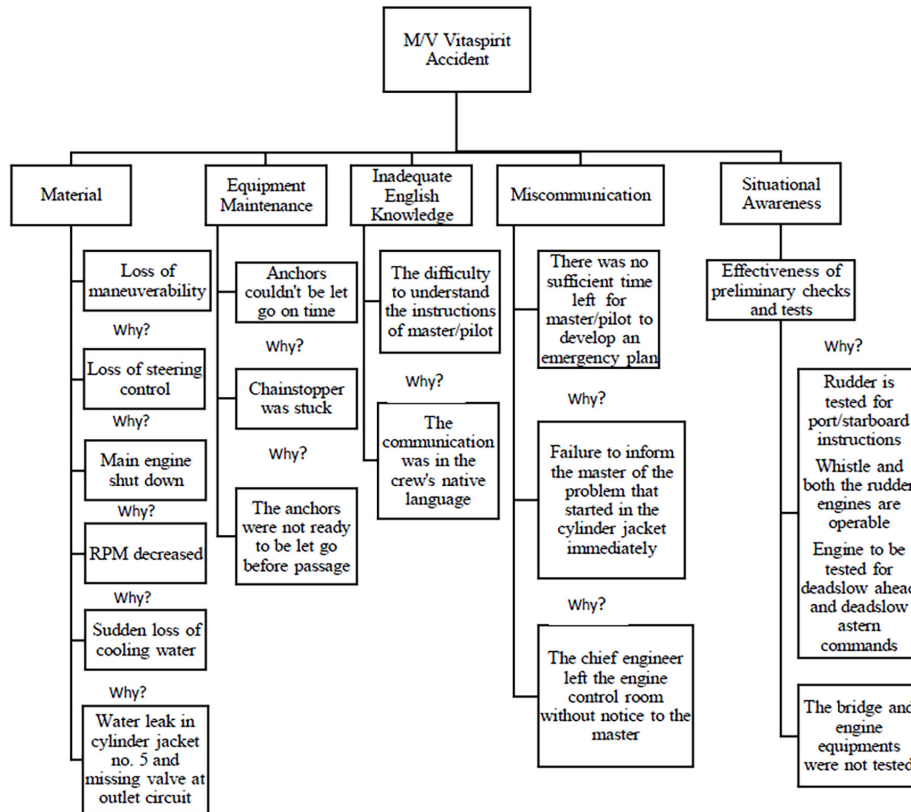 M/V Vitaspirit
Accident
Material
Equipment
Maintenance
Inadequate
English
Knowledge
Miscommunication
Situational
Awareness
Loss of
maneuverability
Why?
Loss of steering
control
Why?
Main engine
shut down
Why?
RPM decreased
Why?
Sudden loss of
cooling water
Why?
Water leak in
cylinder jacket
no. 5 and
missing valve at
outlet circuit
Anchors
couldn't be let
go on time
Why?
Chainstopper
was stuck
Why?
The anchors
were not ready
to be let go
before passage
The difficulty
to understand
the instructions
of master/pilot
Why?
The
communication
was in the
crew's native
language
There was no
sufficient time
left for
master/pilot to
develop an
emergency plan
Why?
Failure to inform
the master of the
problem that
started in the
cylinder jacket
immediately
Why?
The chief engineer
left the engine
control room
without notice to the
master
Effectiveness of
preliminary checks
and tests
Why?
Rudder is
tested for
port/starboard
instructions
Whistle and
both the rudder
engines are
operable
Engine to be
tested for
deadslow ahead
and deadslow
astern
commands
The bridge and
engine
equipments
were not tested